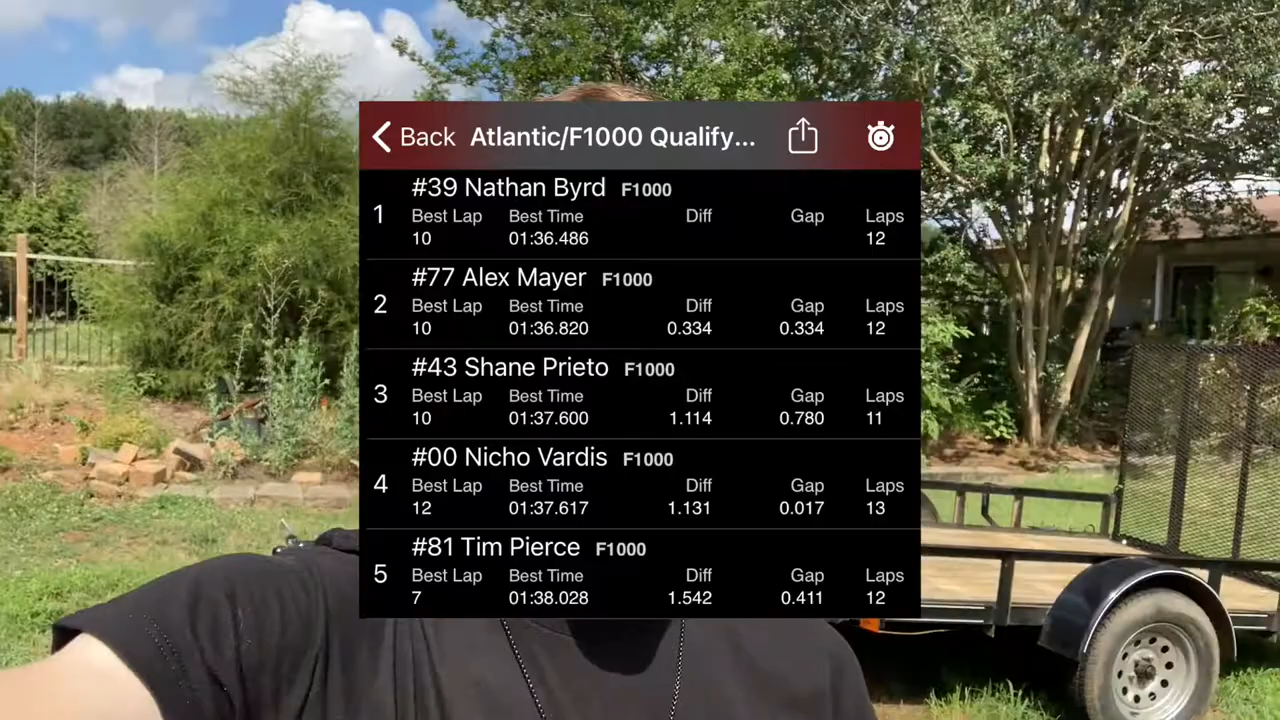 Back Atlantic/F1000 Qualify...
#39 Nathan Byrd F1000
1 Best Lap Best Time Diff Gap Laps
10 01:36.486 12
#77 Alex Mayer F1000
2 Best Lap Best Time Diff Gap Laps
10 01:36.820 0.334 0.334 12
#43 Shane Prieto F1000
3 Best Lap Best Time Diff Gap Laps
10 01:37.600 1.114 0.780 11
#00 Nicho Vardis F1000
4 Best Lap Best Time Diff Gap Laps
12 01:37.617 1.131 0.017 13
#81 Tim Pierce F1000
5 Best Lap Best Time Diff Gap Laps
7 01:38.028 1.542 0.411 12